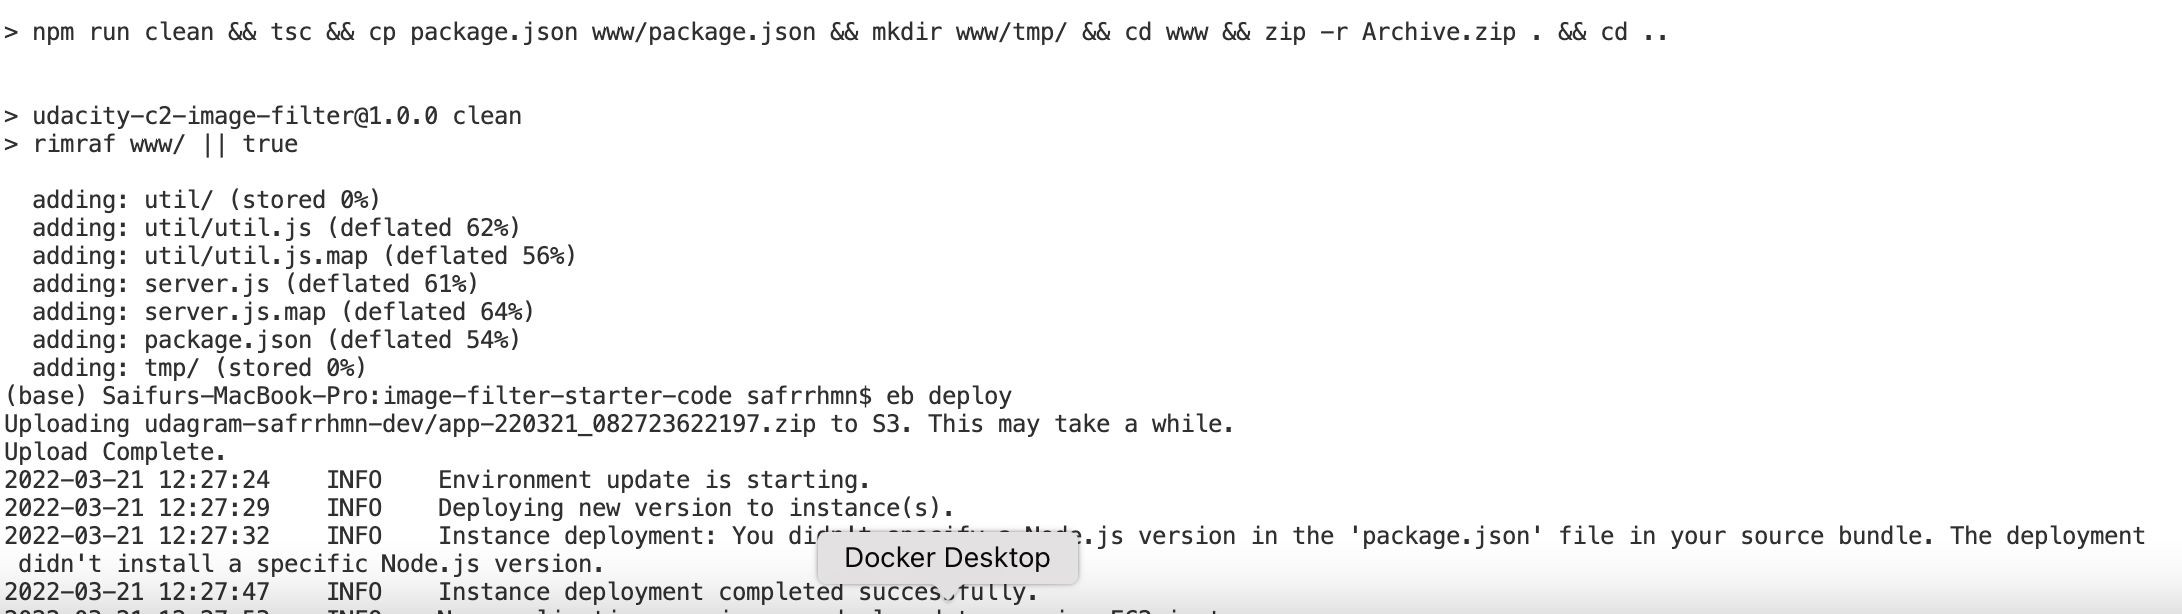 > npm run clean && tsc && cp package.json www/package.json && mkdir www/tmp/ && cd www && zip -r Archive.zip . && cd ..
> udacity-c2-image-filter@1.0.0 clean
> rimraf www/ || true
adding: util/ (stored 0%)
adding: util/util.js (deflated 62%)
adding: util/util.js.map (deflated 56%)
adding: server.js (deflated 61%)
adding: server.js.map (deflated 64%)
adding: package.json (deflated 54%)
adding: tmp/ (stored 0%)
(base) Saifurs-MacBook-Pro:image-filter-starter-code safrrhmn$ eb deploy
Uploading udagram-safrrhmn-dev/app-220321_082723622197.zip to S3. This may take a while.
Upload Complete.
2022-03-21 12:27:24    INFO    Environment update is starting.
2022-03-21 12:27:29    INFO    Deploying new version to instance(s).
2022-03-21 12:27:32    INFO    Instance deployment: You didn't specify a Node.js version in the 'package.json' file in your source bundle. The deployment
didn't install a specific Node.js version.
Docker Desktop
2022-03-21 12:27:47    INFO    Instance deployment completed successfully.